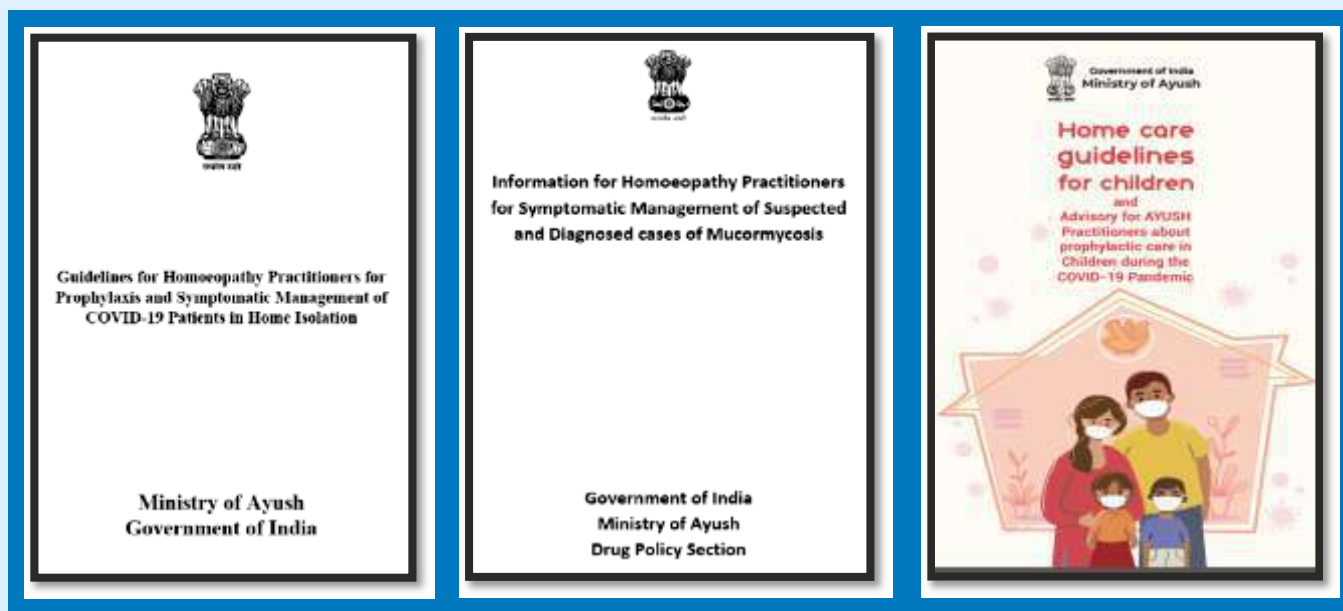 Guidelines for Homoeopathy Practitioners for
Prophylaxis and Symptomatic Management of
COVID-19 Patients in Home Isolation
Ministry of Ayush
Government of India
Information for Homoeopathy Practitioners
for Symptomatic Management of Suspected
and Diagnosed cases of Mucormycosis
Government of India
Ministry of Ayush
Drug Policy Section
Government of India
Ministry of Ayush
Home care
guidelines
for children
and
Advisory for AYUSH
Practitioners about
prophylactic care in
Children during the
COVID-19 Pandemic